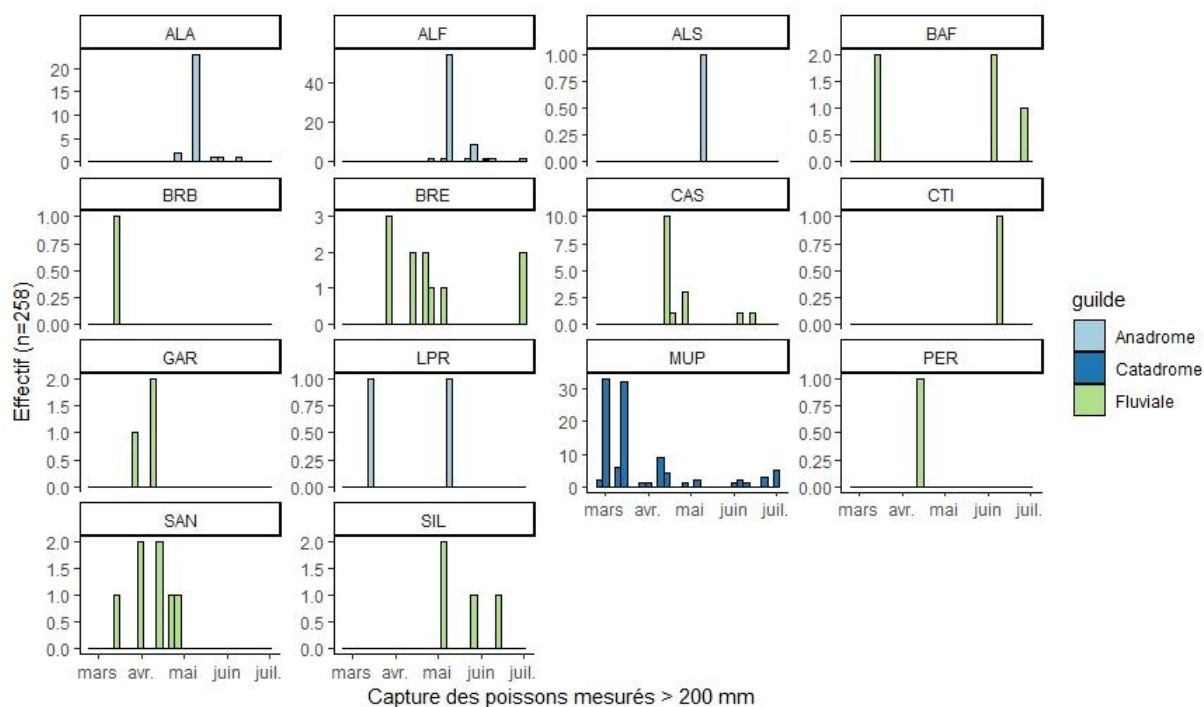 ALA
ALF
ALS
BAF
20
15
10
5
0
40
20
0
1.00
0.75
0.50
0.25
0.00
2.0
1.5
1.0
0.5
0.0
BRB
BRE
CAS
CTI
1.00
0.75
0.50
0.25
0.00
3
2
1
0
10.0
7.5
5.0
2.5
0.0
1.00
0.75
0.50
0.25
0.00
GAR
LPR
MUP
PER
2.0
1.5
1.0
0.5
0.0
1.00
0.75
0.50
0.25
0.00
30
20
10
0
mars avr. mai juin juil.
1.00
0.75
0.50
0.25
0.00
mars avr. mai juin juil.
SAN
SIL
2.0
1.5
1.0
0.5
0.0
mars avr. mai juin juil.
2.0
1.5
1.0
0.5
0.0
mars avr. mai juin juil.
Effectif (n=258)
Capture des poissons mesurés > 200 mm
guilde
Anadrome
Catadrome
Fluviale